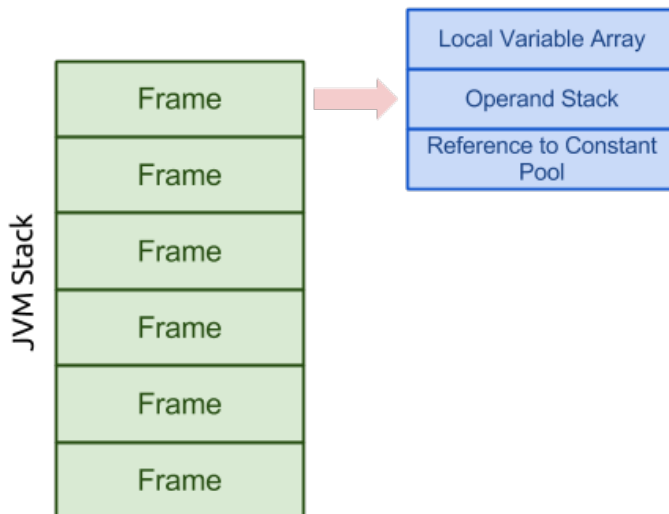 Local Variable Array
Operand Stack
Reference to Constant
Pool
Frame
Frame
Frame
Frame
Frame
Frame
JVM Stack